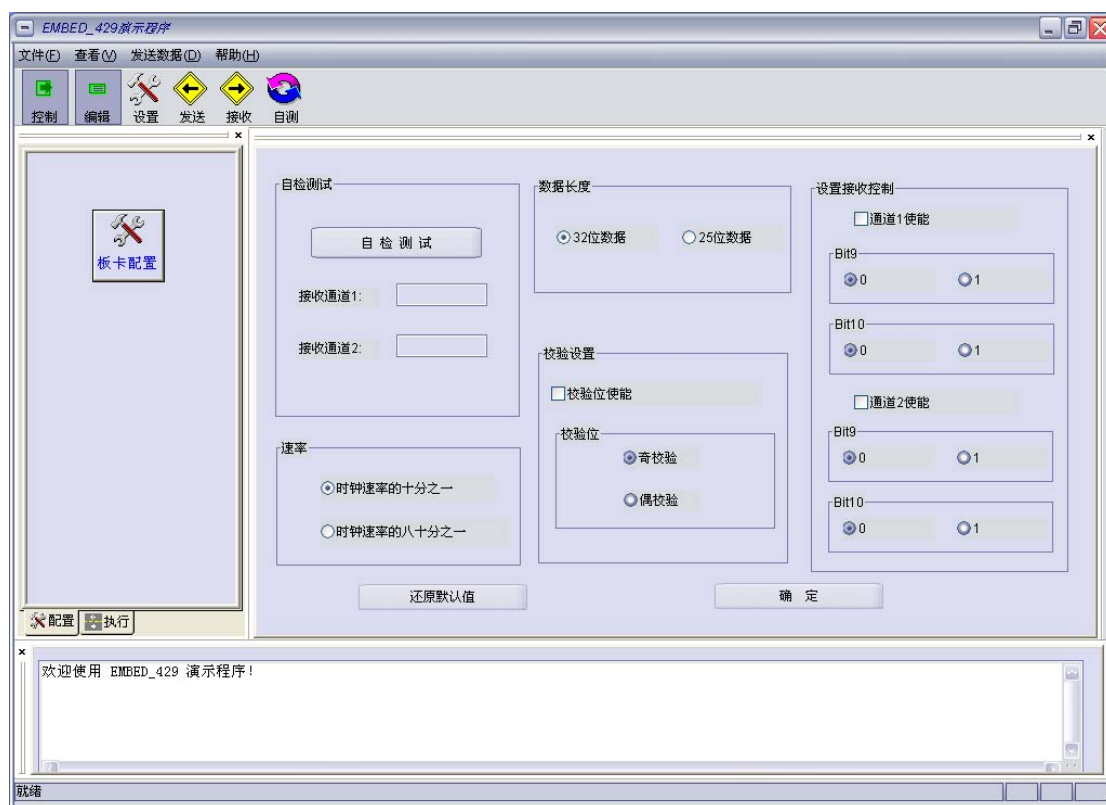 EMBED_429演示程序
文件(F) 查看(V) 发送数据(D) 帮助(H)
控制 编辑 设置 发送 接收 自测
板卡配置
配置 执行
自检测试
自 检 测 试
接收通道1:
接收通道2:
速率
时钟速率的十分之一
时钟速率的八十分之一
数据长度
32位数据 25位数据
校验设置
校验位使能
校验位
奇校验
偶校验
设置接收控制
通道1使能
Bit9
0 1
Bit10
0 1
通道2使能
Bit9
0 1
Bit10
0 1
还原默认值
确 定
欢迎使用 EMBED_429 演示程序!
就绪